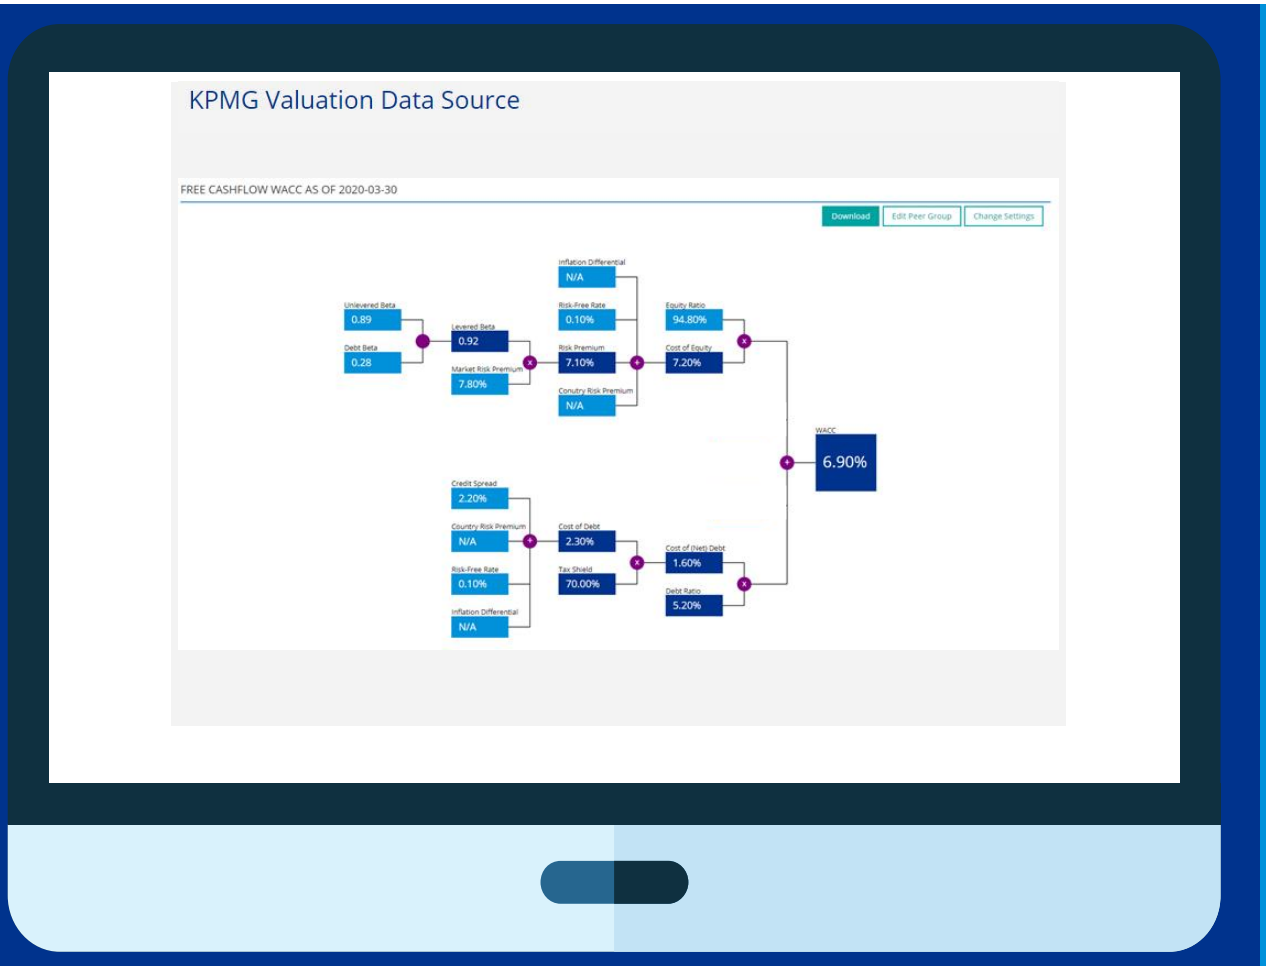 KPMG Valuation Data Source
FREE CASHFLOW WACC AS OF 2020-03-30
Download
Edit Peer Group
Change Settings
Inflation Differential
N/A
Unlevered Beta
0.89
Risk-Free Rate
0.10%
Equity Ratio
94.80%
Levered Beta
0.92
x
Debt Beta
0.28
Risk Premium
7.10%
Cost of Equity
7.20%
x
+
Market Risk Premium
7.80%
Conutry Risk Premium
N/A
WACC
6.90%
+
Credit Spread
2.20%
Country Risk Premium
N/A
+
Cost of Debt
2.30%
Cost of (Net) Debt
1.60%
x
Risk-Free Rate
0.10%
Tax Shield
70.00%
x
Debt Ratio
5.20%
Inflation Differential
N/A